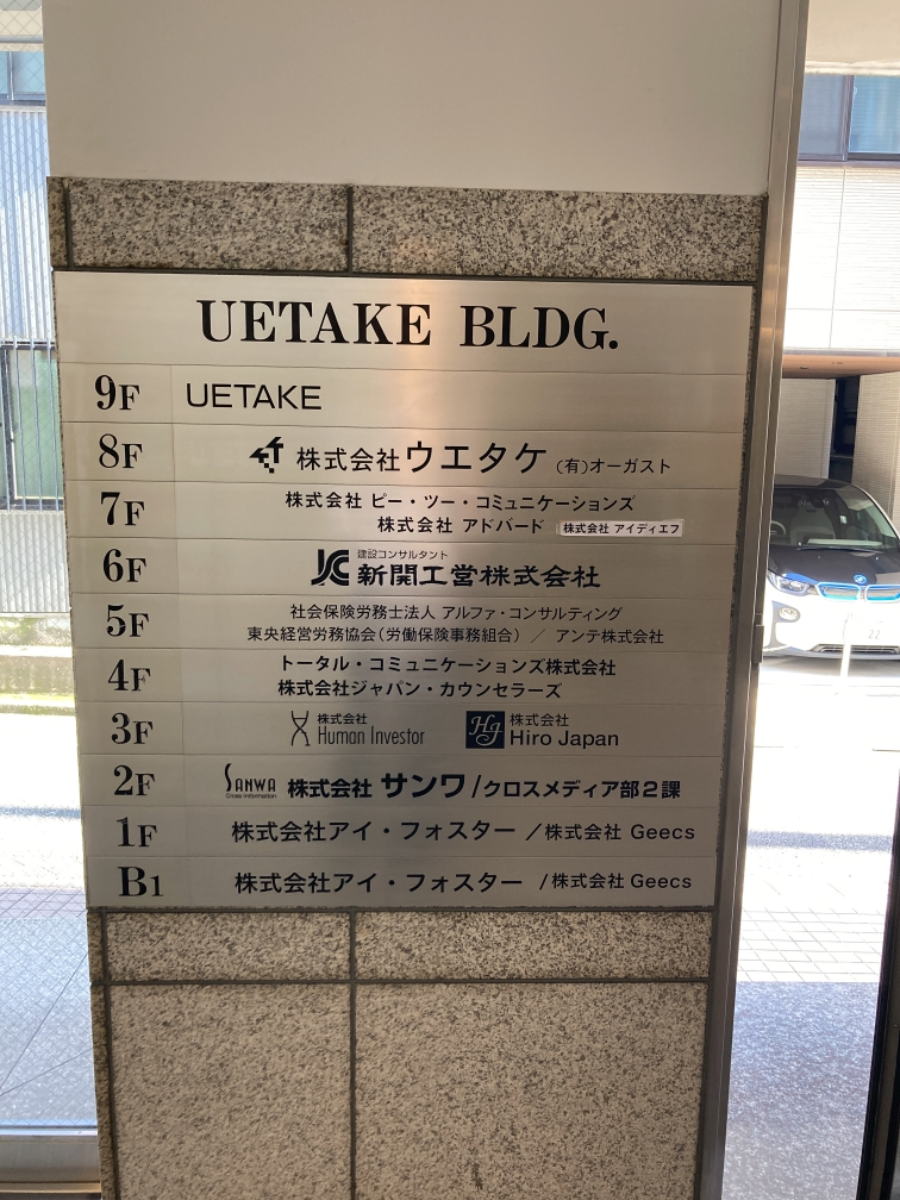 UETAKE BLDG.
9F UETAKE
8F 株式会社ウエタケ (有)オーガスト
7F 株式会社 ピー・ツー・コミュニケーションズ
株式会社 アドバード 株式会社 アイディエフ
6F 建設コンサルタント
新開工営株式会社
5F 社会保険労務士法人 アルファ・コンサルティング
東央経営労務協会(労働保険事務組合) / アンテ株式会社
4F トータル・コミュニケーションズ株式会社
株式会社ジャパン・カウンセラーズ
3F 株式会社 Human Investor HJ 株式会社 Hiro Japan
2F SANWA Cross Information 株式会社 サンワ/クロスメディア部2課
1F 株式会社アイ・フォスター /株式会社 Geecs
B1 株式会社アイ・フォスター /株式会社 Geecs
22